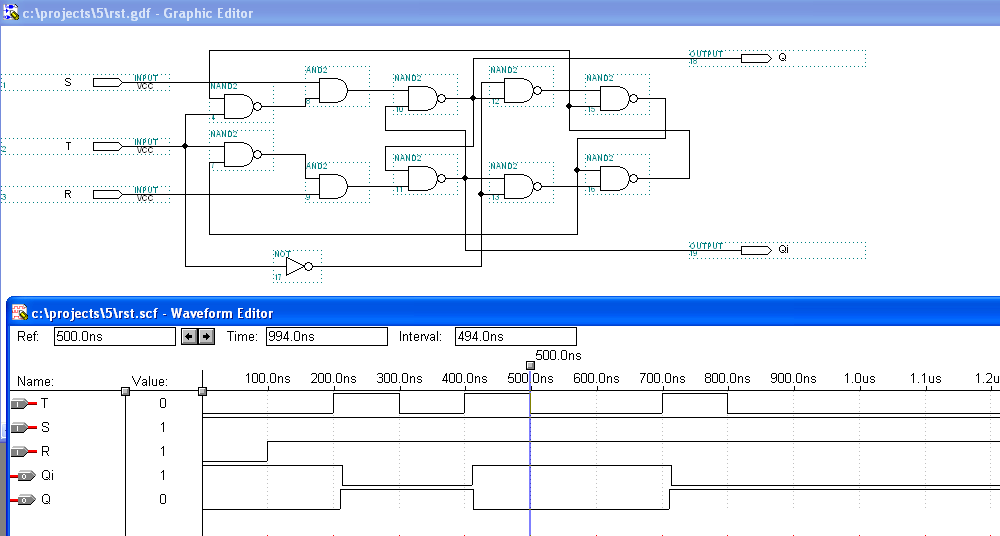 c:\projects\5\rst.gdf - Graphic Editor
OUTPUT
18
Q
AND2
NAND2
NAND2
NAND2
1
S
INPUT
VCC
NAND2
8
10
12
15
4
2
T
INPUT
VCC
NAND2
7
AND2
NAND2
NAND2
NAND2
3
R
INPUT
VCC
9
11
13
16
OUTPUT
19
Qi
NOT
17
c:\projects\5\rst.scf - Waveform Editor
Ref: 500.0ns Time: 994.0ns Interval: 494.0ns
500.0ns
Name: Value: 100.0ns 200.0ns 300.0ns 400.0ns 500.0ns 600.0ns 700.0ns 800.0ns 900.0ns 1.0us 1.1us 1.2u
T 0
S 1
R 1
Qi 1
Q 0